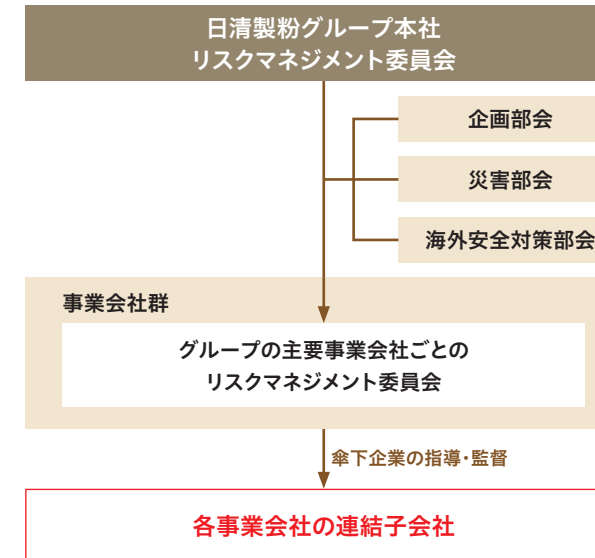 日清製粉グループ本社
リスクマネジメント委員会
企画部会
災害部会
海外安全対策部会
事業会社群
グループの主要事業会社ごとの
リスクマネジメント委員会
傘下企業の指導・監督
各事業会社の連結子会社